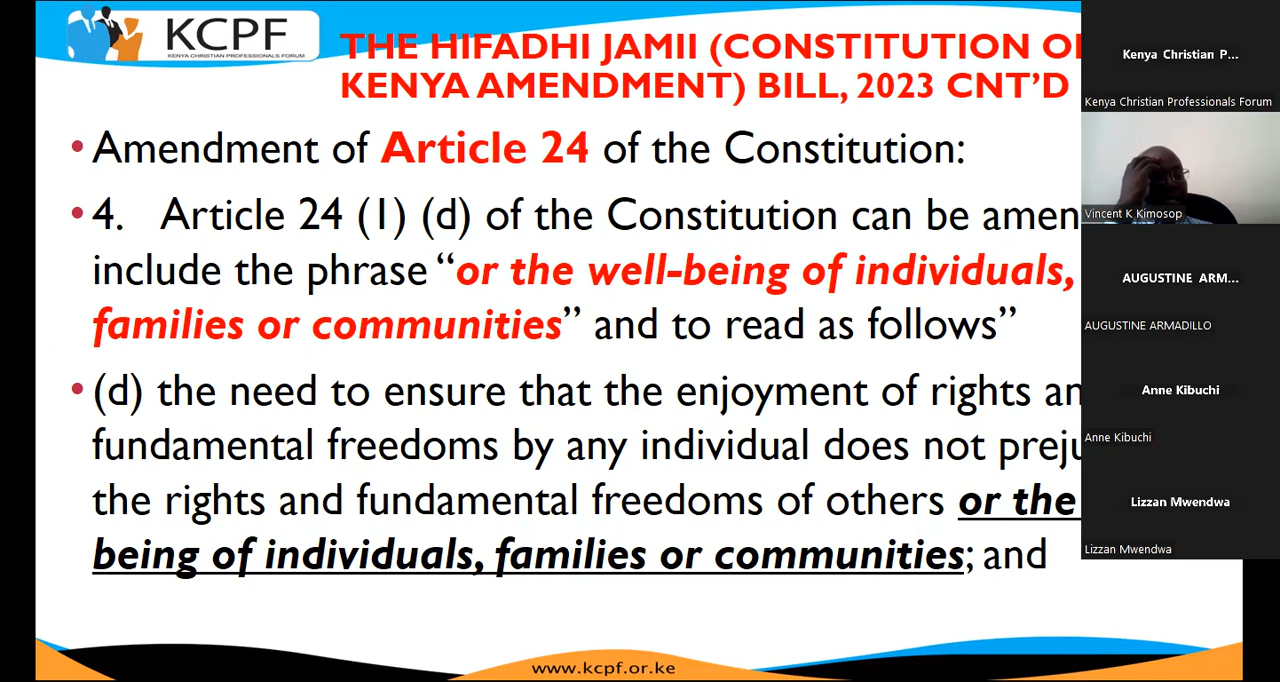 KCPF
KENYA CHRISTIAN PROFESSIONALS FORUM
THE HIFADHI JAMII (CONSTITUTION O
KENYA AMENDMENT) BILL, 2023 CNT’D
• Amendment of Article 24 of the Constitution:
• 4. Article 24 (1) (d) of the Constitution can be amen
include the phrase “or the well-being of individuals,
families or communities” and to read as follows”
• (d) the need to ensure that the enjoyment of rights an
fundamental freedoms by any individual does not preju
the rights and fundamental freedoms of others or the
being of individuals, families or communities; and
www.kcpf.or.ke
Kenya Christian P...
Kenya Christian Professionals Forum
Vincent K Kimosop
AUGUSTINE ARM...
AUGUSTINE ARMADILLO
Anne Kibuchi
Anne Kibuchi
Lizzan Mwendwa
Lizzan Mwendwa